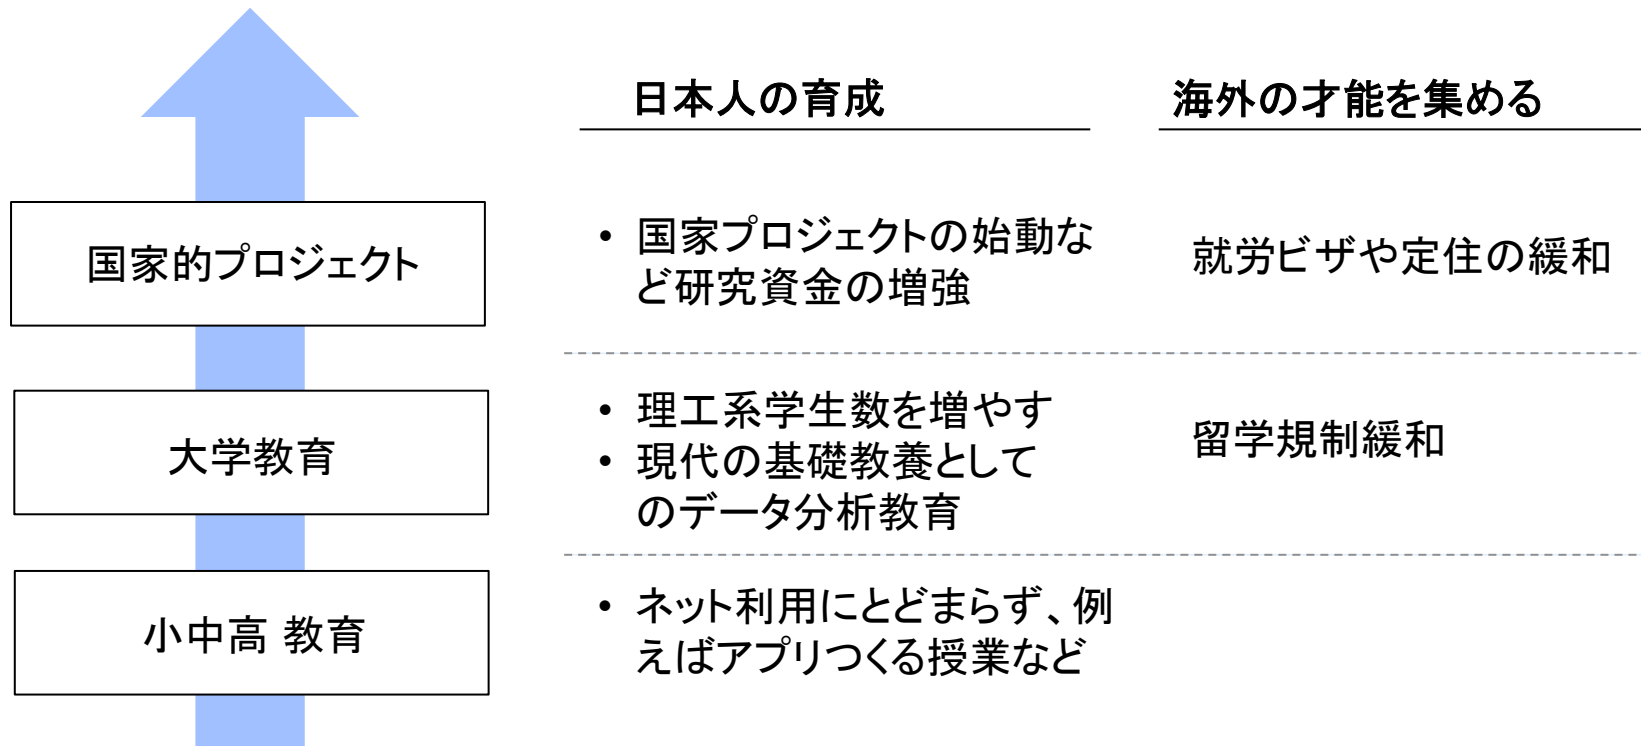 日本人の育成
海外の才能を集める
国家的プロジェクト
• 国家プロジェクトの始動な
ど研究資金の増強
就労ビザや定住の緩和
大学教育
• 理工系学生数を増やす
• 現代の基礎教養として
のデータ分析教育
留学規制緩和
小中高 教育
• ネット利用にとどまらず、例
えばアプリつくる授業など